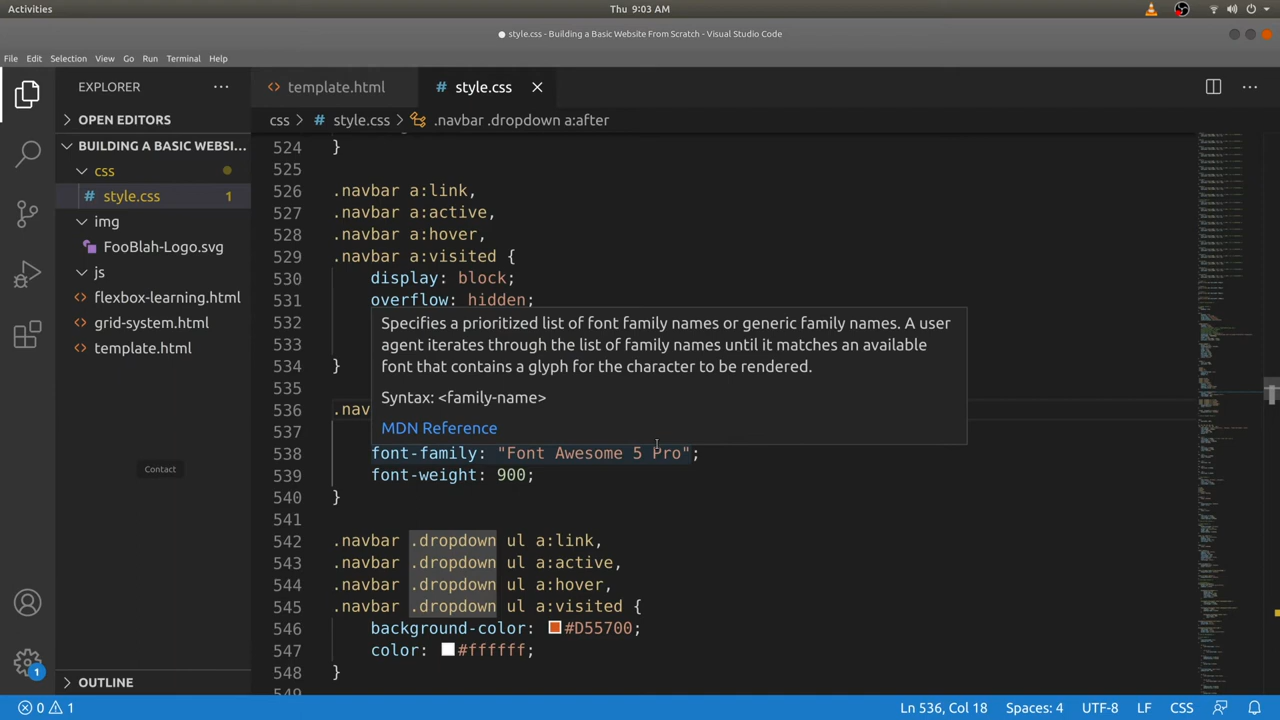 Activities
Thu 9:03 AM
style.css - Building a Basic Website From Scratch - Visual Studio Code
File Edit Selection View Go Run Terminal Help
EXPLORER
template.html
# style.css
css > # style.css > .navbar .dropdown a:after
OPEN EDITORS
BUILDING A BASIC WEBSI...
css
# style.css 1
img
FooBlah-Logo.svg
js
flexbox-learning.html
grid-system.html
template.html
Contact
OUTLINE
1
524 }
525
526 .navbar a:link,
527 .navbar a:active,
528 .navbar a:hover,
529 .navbar a:visited
530 display: block;
531 overflow: hidden;
532
533
534 }
535
536 .nav
537
538 font-family: "Font Awesome 5 Pro";
539 font-weight: 900;
540 }
541
542 .navbar .dropdown ul a:link,
543 .navbar .dropdown ul a:active,
544 .navbar .dropdown ul a:hover,
545 .navbar .dropdown ul a:visited {
546 background-color: #D55700;
547 color: #ffffff;
548
549
Specifies a prioritized list of font family names or generic family names. A user
agent iterates through the list of family names until it matches an available
font that contains a glyph for the character to be rendered.
Syntax: <family-name>
MDN Reference
0 1
Ln 536, Col 18 Spaces: 4 UTF-8 LF CSS